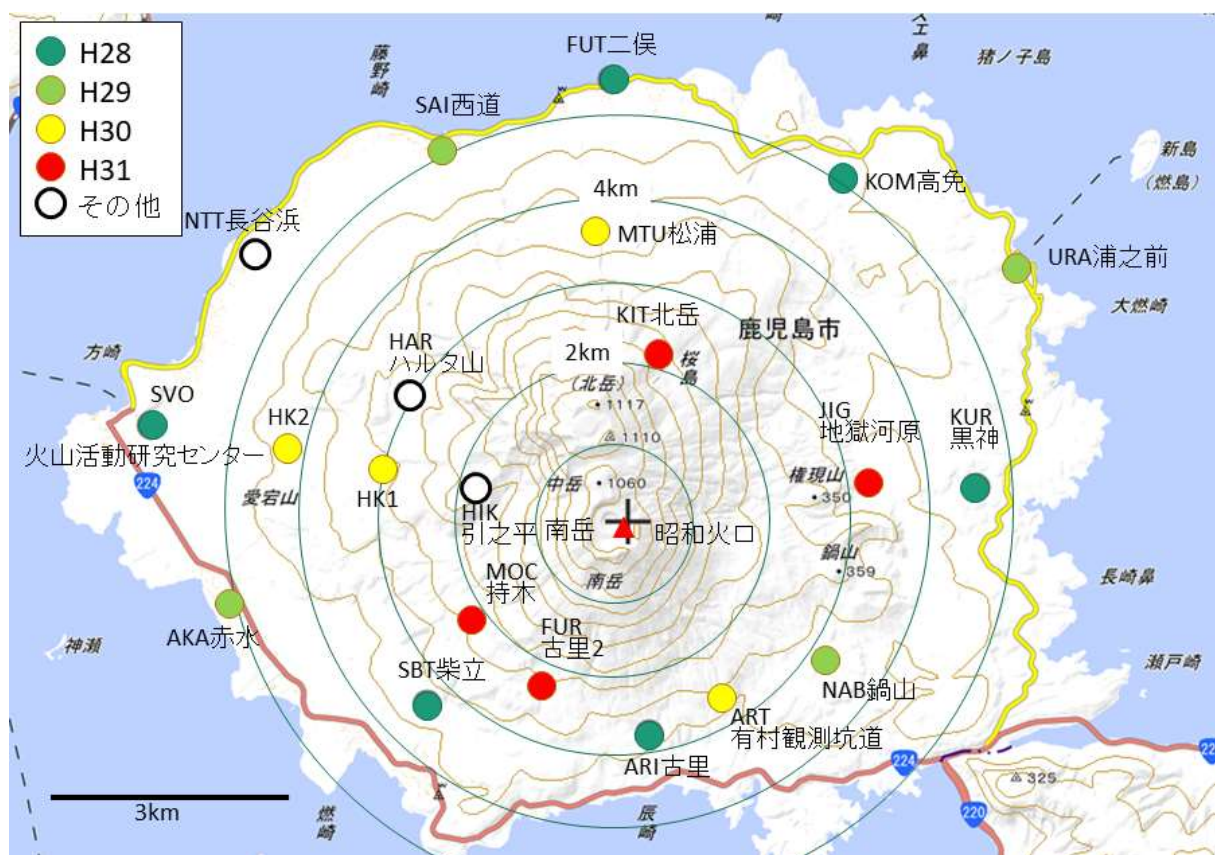 H28
H29
H30
H31
その他
FUT二俣
藤野崎
SAI西道
猪ノ子島
新島
(燃島)
KOM高免
4km
NTT長谷浜
MTU松浦
URA浦之前
大燃崎
KIT北岳
鹿児島市
HAR
ハルタ山
方崎
2km
桜島
(北岳)
1117
SVO
火山活動研究センター
HK2
1110
JIG
地獄河原
KUR
黒神
224
愛宕山
HK1
中岳
1060
権現山
350
HIK
引之平
南岳
昭和火口
南岳
鍋山
359
長崎鼻
MOC
持木
FUR
古里2
AKA赤水
神瀬
SBT柴立
NAB鍋山
瀬戸崎
ART
有村観測坑道
ARI古里
224
325
220
3km
燃崎
辰崎